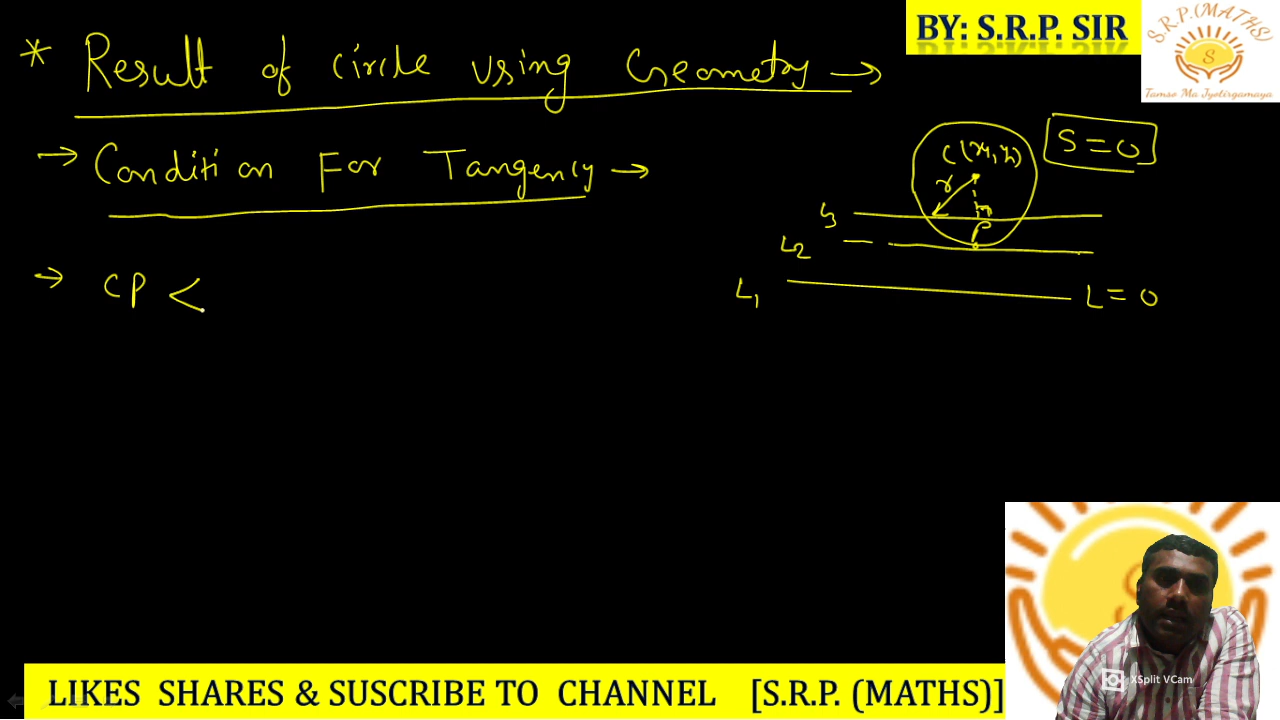 BY: S.R.P. SIR
S.R.P.(MATHS)
S
Tamso Ma Jyotirgamaya
* Result of circle using Geometry →
→ Condition For Tangency →
C(x₁,y₁)
S=0
r
P
L₃
L₂
L₁
L=0
→ CP <
XSplit VCam
LIKES SHARES & SUSCRIBE TO CHANNEL [S.R.P. (MATHS)]